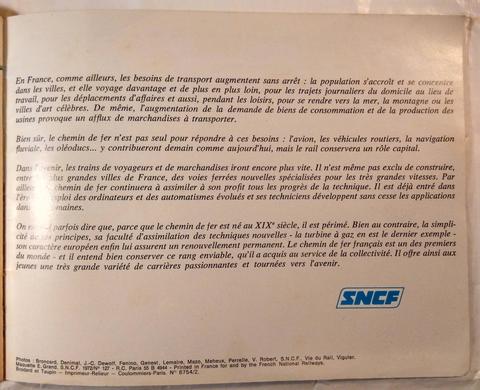 En France, comme ailleurs, les besoins de transport augmentent sans arrêt : la population s'accroît et se concentre
dans les villes, et elle voyage davantage et de plus en plus loin, pour les trajets journaliers du domicile au lieu de
travail, pour les déplacements d'affaires et aussi, pendant les loisirs, pour se rendre vers la mer, la montagne ou les
villes d'art célèbres. De même, l'augmentation de la demande de biens de consommation et de la production des
usines provoque un afflux de marchandises à transporter.
Bien sûr, le chemin de fer n'est pas seul pour répondre à ces besoins : l'avion, les véhicules routiers, la navigation
fluviale, les oléoducs... y contribueront demain comme aujourd'hui, mais le rail conservera un rôle capital.
Dans l'avenir, les trains de voyageurs et de marchandises iront encore plus vite. Il n'est même pas exclu de construire,
entre plus grandes villes de France, des voies ferrées nouvelles spécialisées pour les très grandes vitesses. Par
ailleurs, chemin de fer continuera à assimiler à son profit tous les progrès de la technique. Il est déjà entré dans
l'ère emploi des ordinateurs et des automatismes évolués et ses techniciens développent sans cesse les applications
dans maines.
On parfois dire que, parce que le chemin de fer est né au XIXe siècle, il est périmé. Bien au contraire, la simpli-
cité de ses principes, sa faculté d'assimilation des techniques nouvelles - la turbine à gaz en est le dernier exemple -
son caractère européen enfin lui assurent un renouvellement permanent. Le chemin de fer français est un des premiers
du monde - et il entend bien conserver ce rang enviable, qu'il a acquis au service de la collectivité. Il offre ainsi aux
jeunes une très grande variété de carrières passionnantes et tournées vers l'avenir.
SNCF
Photos : Broncard, Denimal, J.-C. Dewolf, Fenino, Genest, Lemaire, Mazo, Meheux, Perrelle, V. Robert, S.N.C.F., Vie du Rail, Viguier.
Maquette E. Grand. S.N.C.F. 1972/N° 127 - R.C. Paris 55 B 4944 - Printed in France for and by the French National Railways.
Brodard et Taupin - Imprimeur-Relieur - Coulommiers-Paris. N° 8754/2.